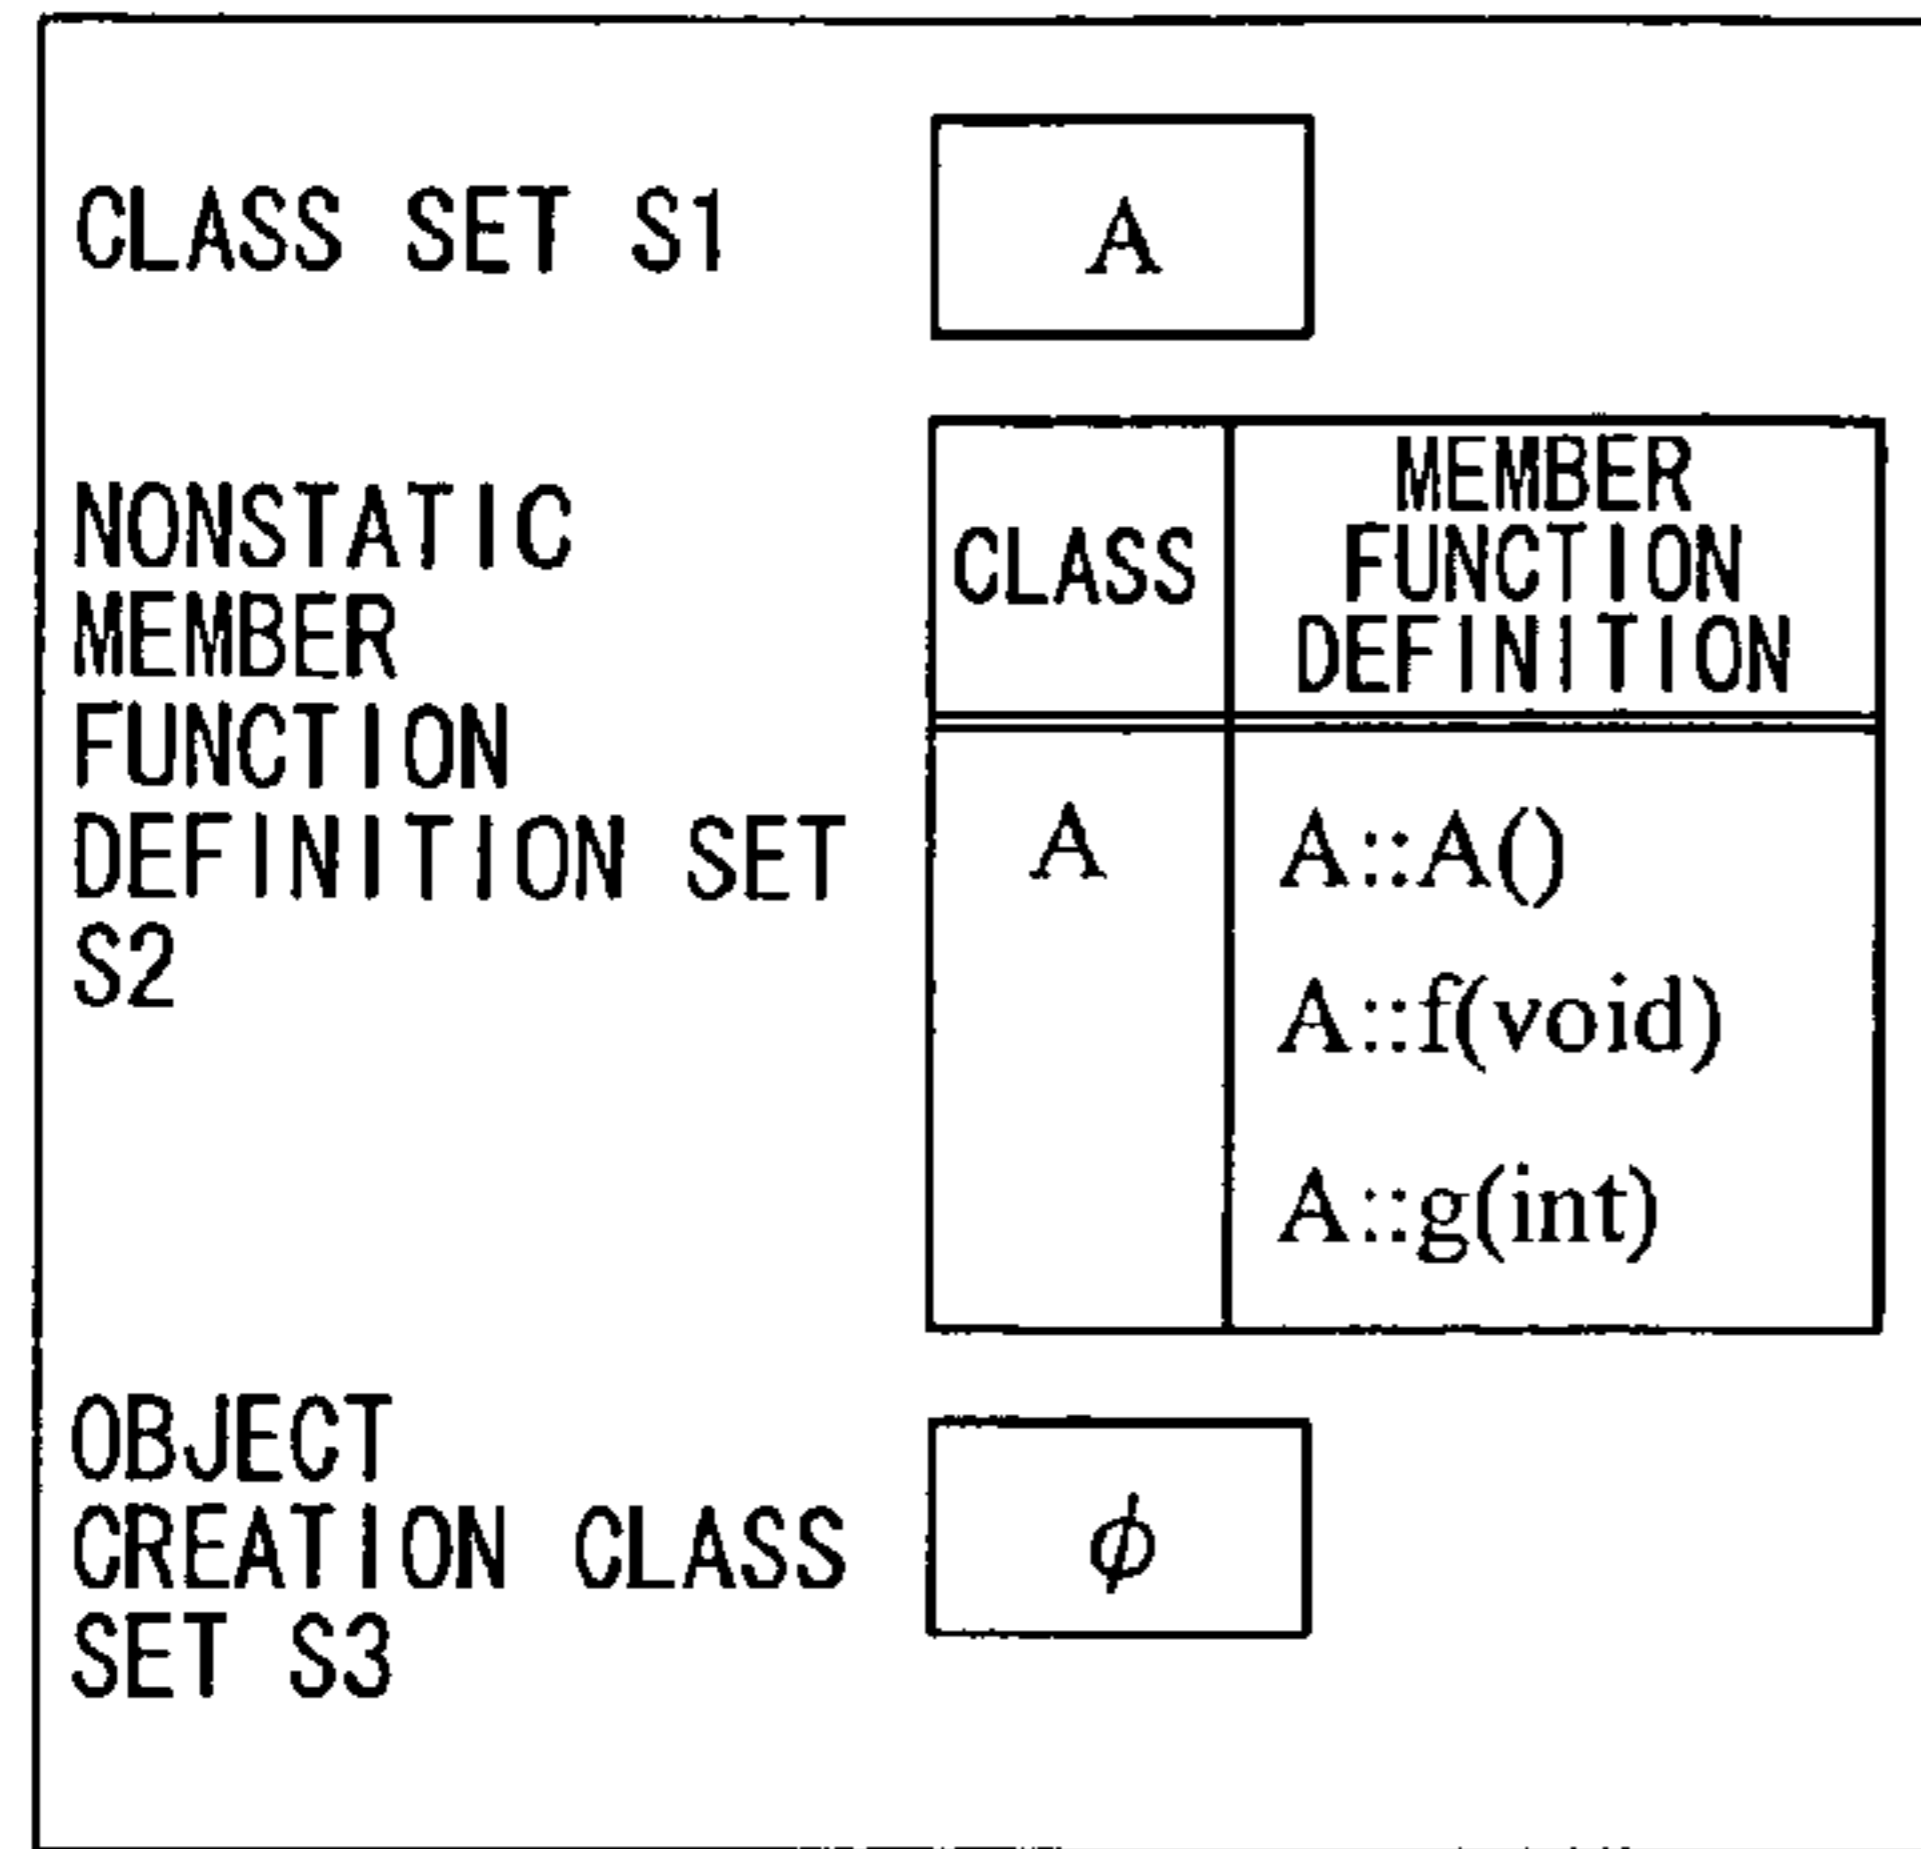 CLASS SET S1
A
NONSTATIC
MEMBER
FUNCTION
DEFINITION SET
S2
CLASS
MEMBER
FUNCTION
DEFINITION
A
A::A()
A::f(void)
A::g(int)
OBJECT
CREATION CLASS
SET S3
ϕ